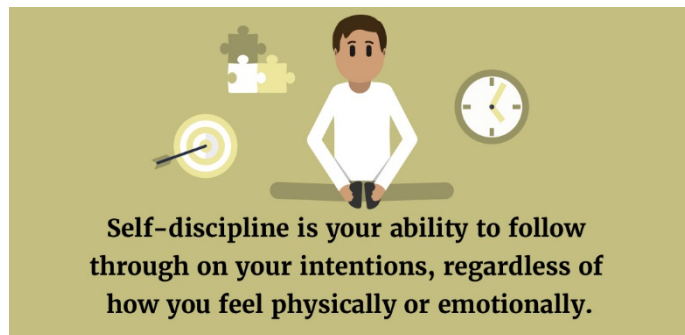 Self-discipline is your ability to follow
through on your intentions, regardless of
how you feel physically or emotionally.